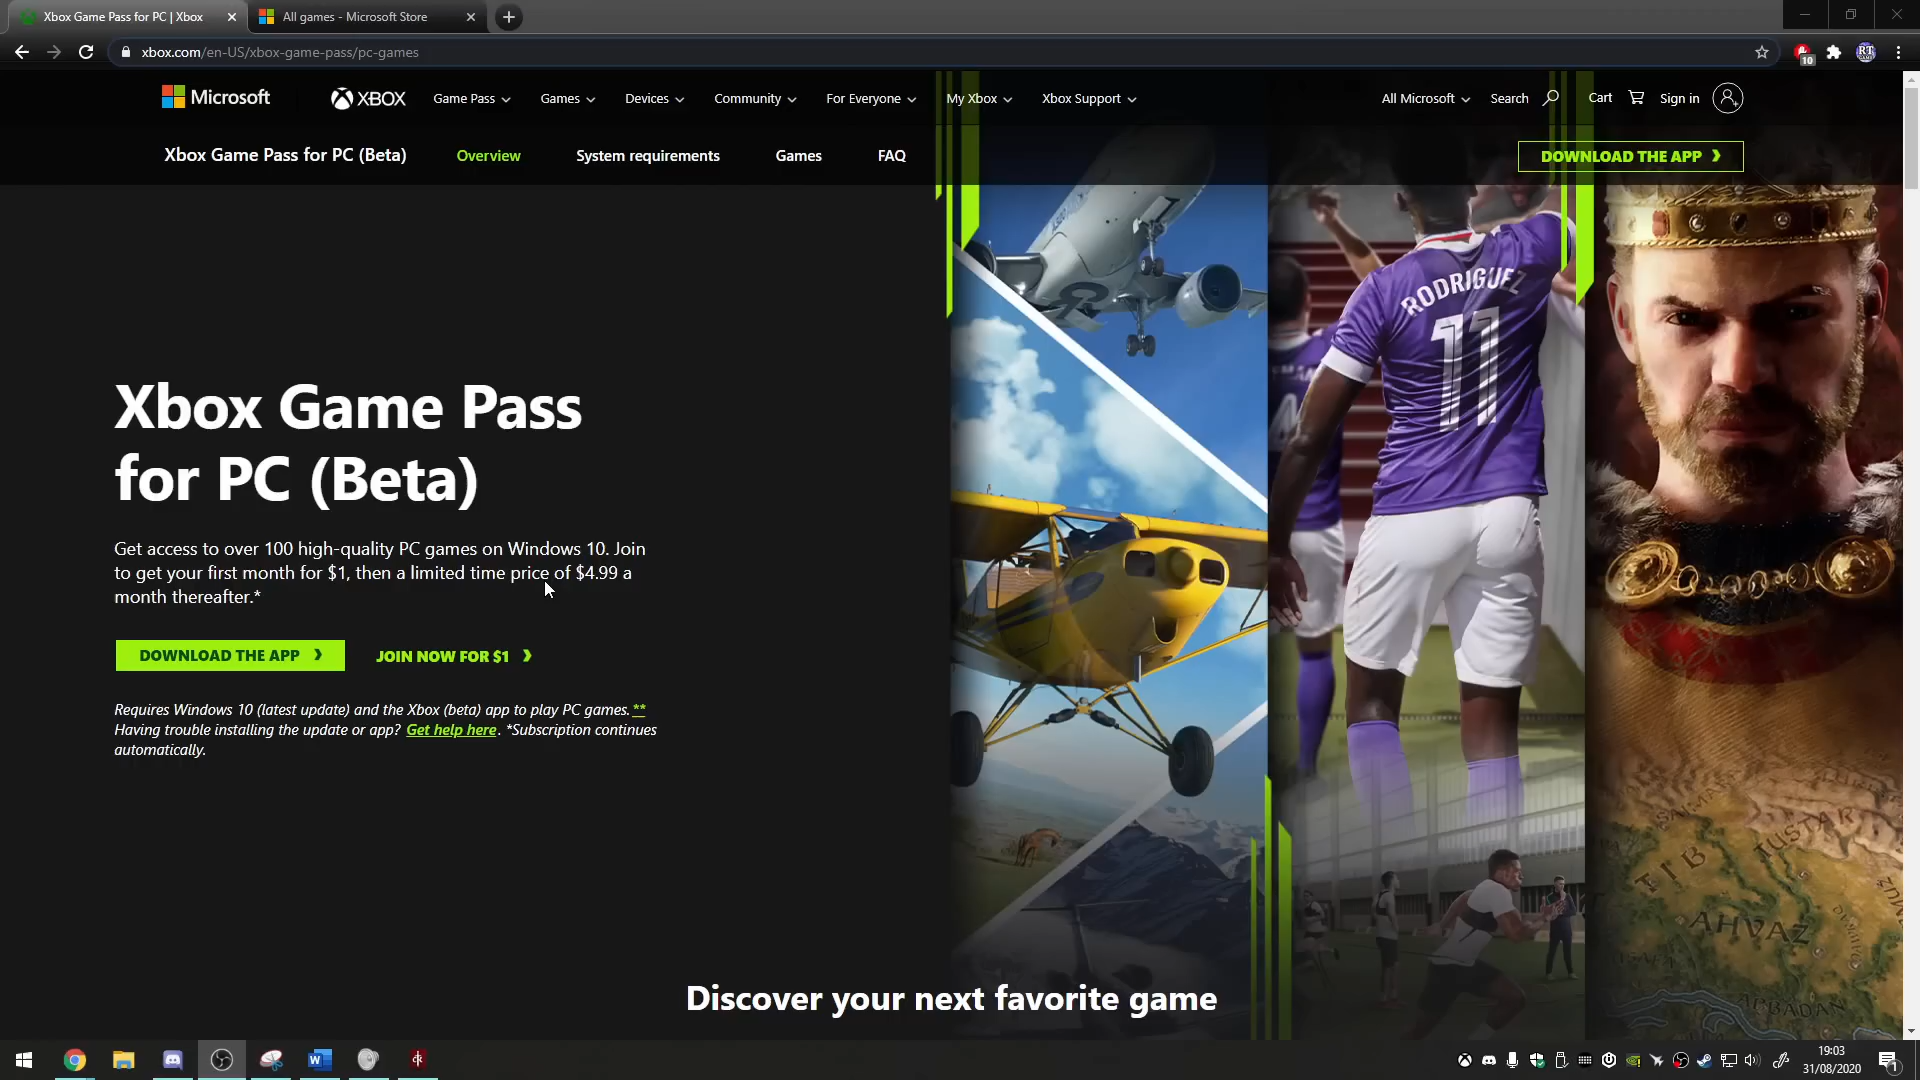 Xbox Game Pass for PC | Xbox
All games - Microsoft Store
xbox.com/en-US/xbox-game-pass/pc-games
10
RT
Microsoft
XBOX
Game Pass
Games
Devices
Community
For Everyone
My Xbox
Xbox Support
All Microsoft
Search
Cart
Sign in
Xbox Game Pass for PC (Beta)
Overview
System requirements
Games
FAQ
DOWNLOAD THE APP
RODRIGUEZ
11
Xbox Game Pass
for PC (Beta)
Get access to over 100 high-quality PC games on Windows 10. Join
to get your first month for $1, then a limited time price of $4.99 a
month thereafter.*
DOWNLOAD THE APP
JOIN NOW FOR $1
Requires Windows 10 (latest update) and the Xbox (beta) app to play PC games.**
Having trouble installing the update or app? Get help here. *Subscription continues
automatically.
TIB
TUSTAR
AHVAZ
ABBADAN
Discover your next favorite game
19:03
31/08/2020
1